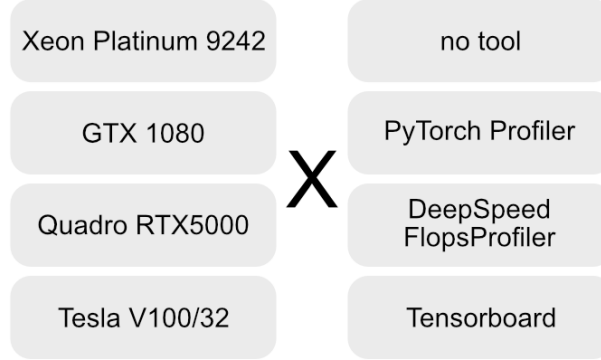 Xeon Platinum 9242
no tool
GTX 1080
PyTorch Profiler
X
Quadro RTX5000
DeepSpeed
FlopsProfiler
Tesla V100/32
Tensorboard